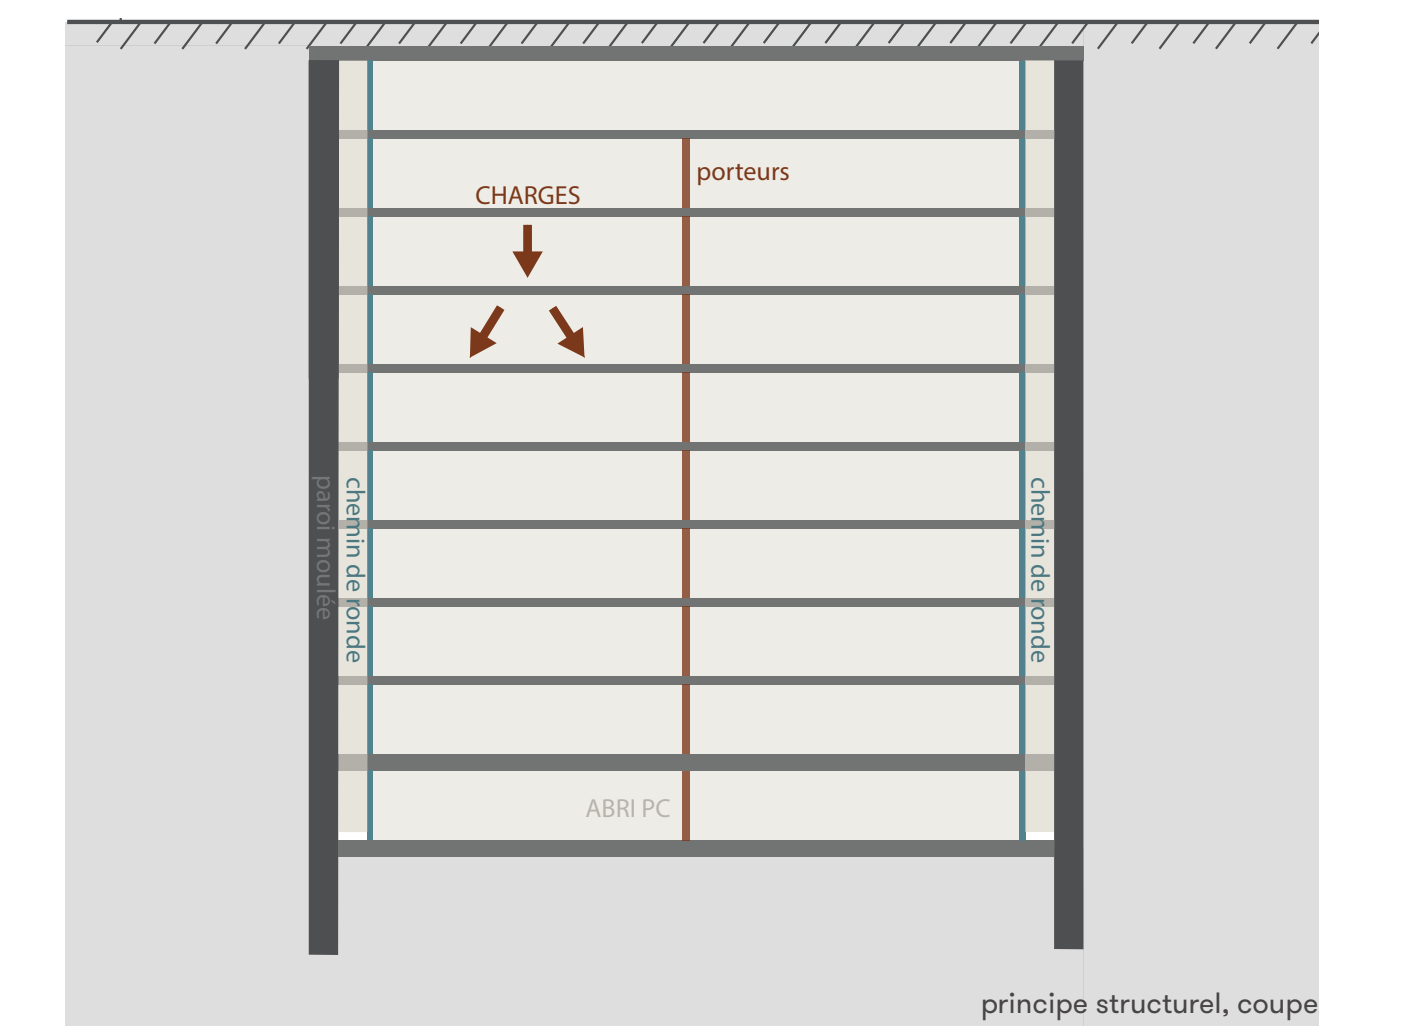 porteurs
CHARGES
paroi moulée
chemin de ronde
chemin de ronde
ABRI PC
principe structurel, coupe